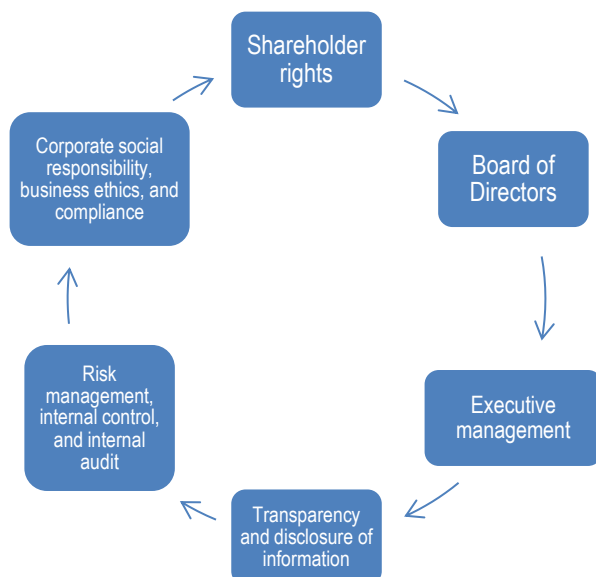 Shareholder
rights
Board of
Directors
Executive
management
Transparency
and disclosure of
information
Risk
management,
internal control,
and internal
audit
Corporate social
responsibility,
business ethics, and
compliance